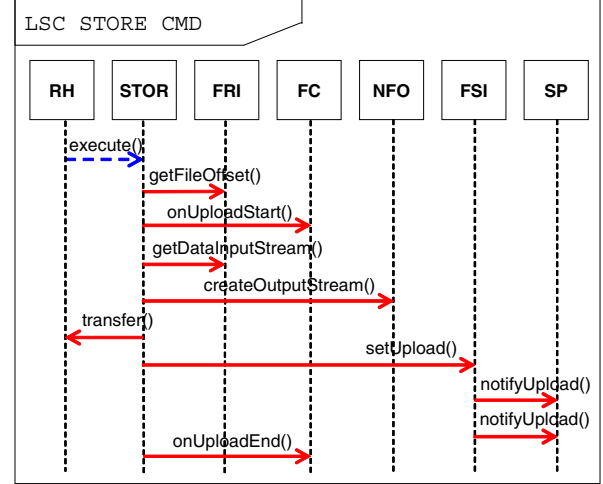 LSC STORE CMD
RH STOR FRI FC NFO FSI SP
execute()
getFileOffset()
onUploadStart()
getDataInputStream()
createOutputStream()
transfer()
setUpload()
notifyUpload()
notifyUpload()
onUploadEnd()